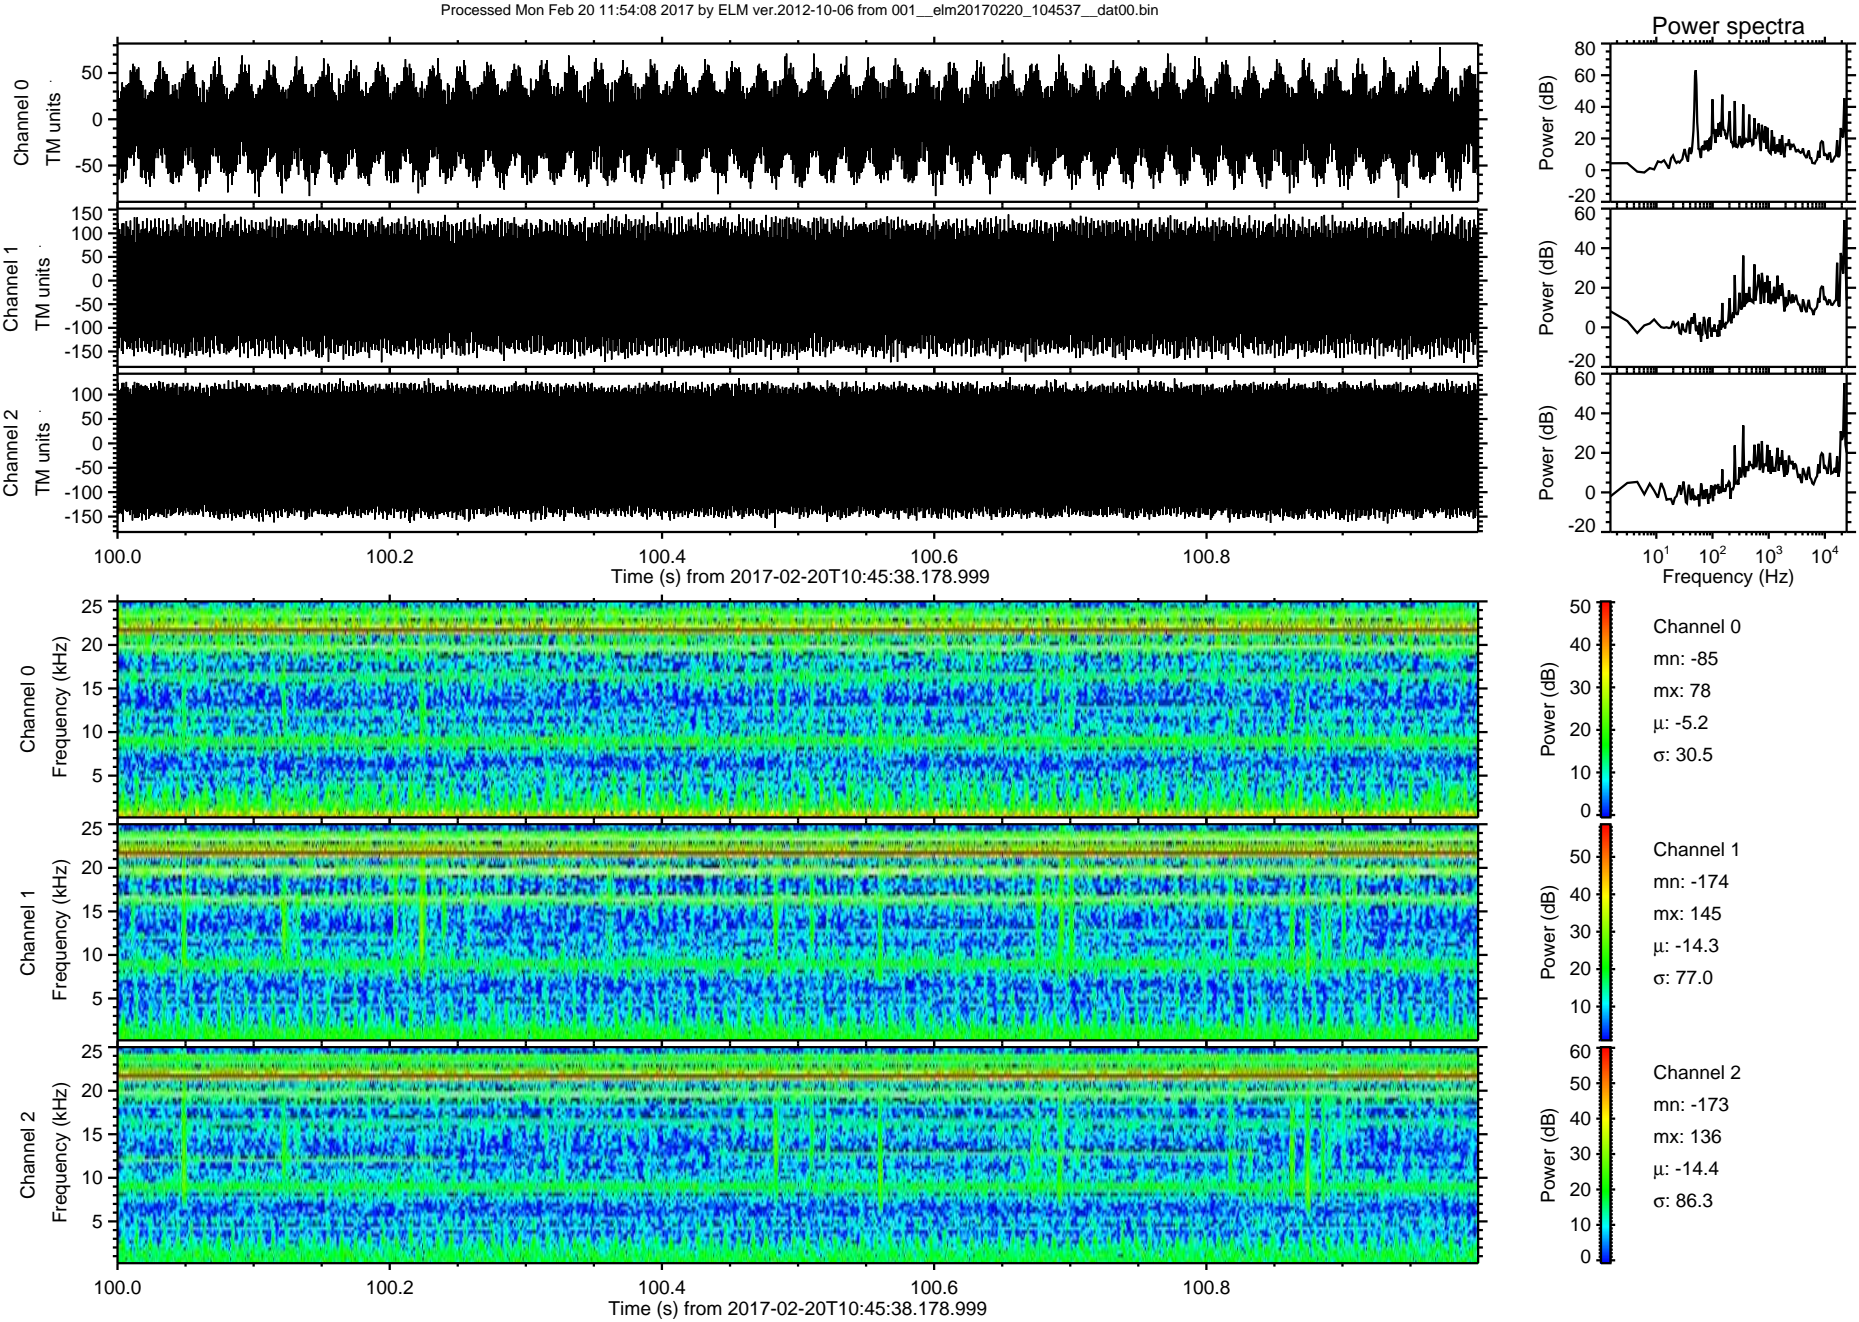 Processed Mon Feb 20 11:54:08 2017 by ELM ver.2012-10-06 from 001__elm20170220_104537__dat00.bin
Power spectra
Channel 0
TM units
50
0
-50
Power (dB)
80
60
40
20
0
-20
Channel 1
TM units
150
100
50
0
-50
-100
-150
Power (dB)
60
40
20
0
-20
Channel 2
TM units
100
50
0
-50
-100
-150
Power (dB)
60
40
20
0
-20
100.0 100.2 100.4 100.6 100.8
Time (s) from 2017-02-20T10:45:38.178.999
10¹ 10² 10³ 10⁴
Frequency (Hz)
Channel 0
Frequency (kHz)
25
20
15
10
5
Power (dB)
50
40
30
20
10
0
Channel 0
mn: -85
mx: 78
μ: -5.2
σ: 30.5
Channel 1
Frequency (kHz)
25
20
15
10
5
Power (dB)
50
40
30
20
10
Channel 1
mn: -174
mx: 145
μ: -14.3
σ: 77.0
Channel 2
Frequency (kHz)
25
20
15
10
5
Power (dB)
60
50
40
30
20
10
0
Channel 2
mn: -173
mx: 136
μ: -14.4
σ: 86.3
100.0 100.2 100.4 100.6 100.8
Time (s) from 2017-02-20T10:45:38.178.999